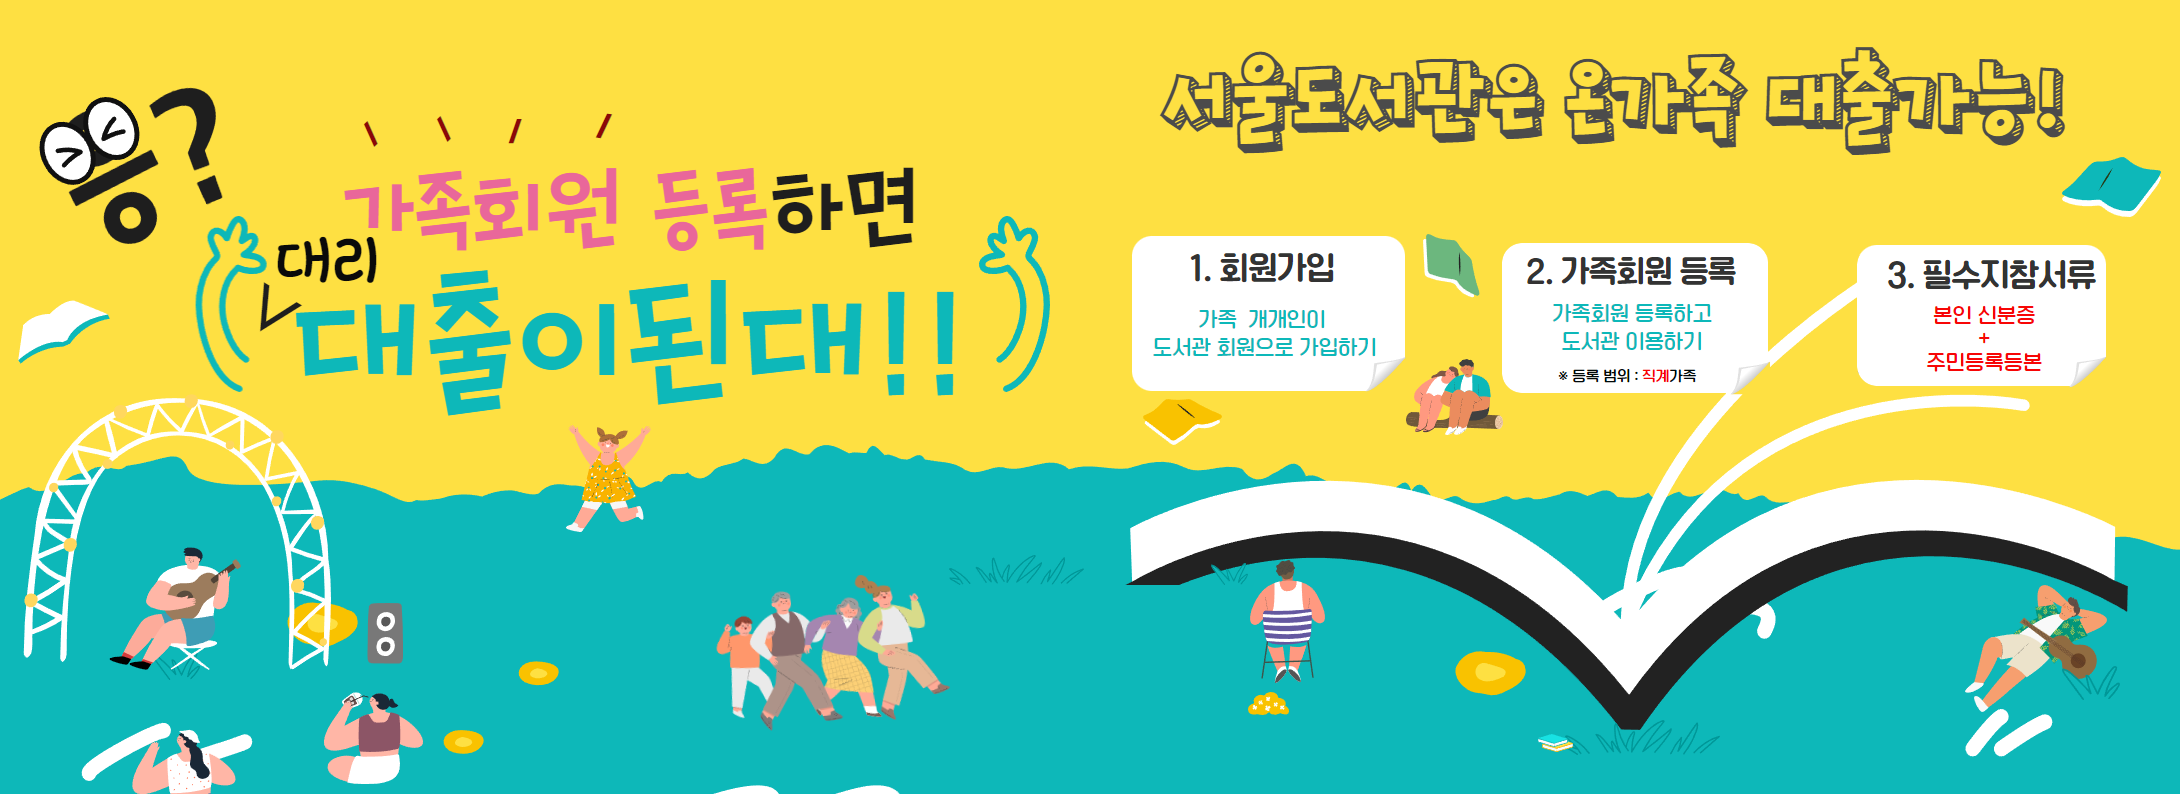 응?
가족회원 등록하면
대리
대출이된대!!
서울도서관은 온가족 대출가능!
1. 회원가입
가족 개개인이
도서관 회원으로 가입하기
2. 가족회원 등록
가족회원 등록하고
도서관 이용하기
※ 등록 범위 : 직계가족
3. 필수지참서류
본인 신분증
+
주민등록등본